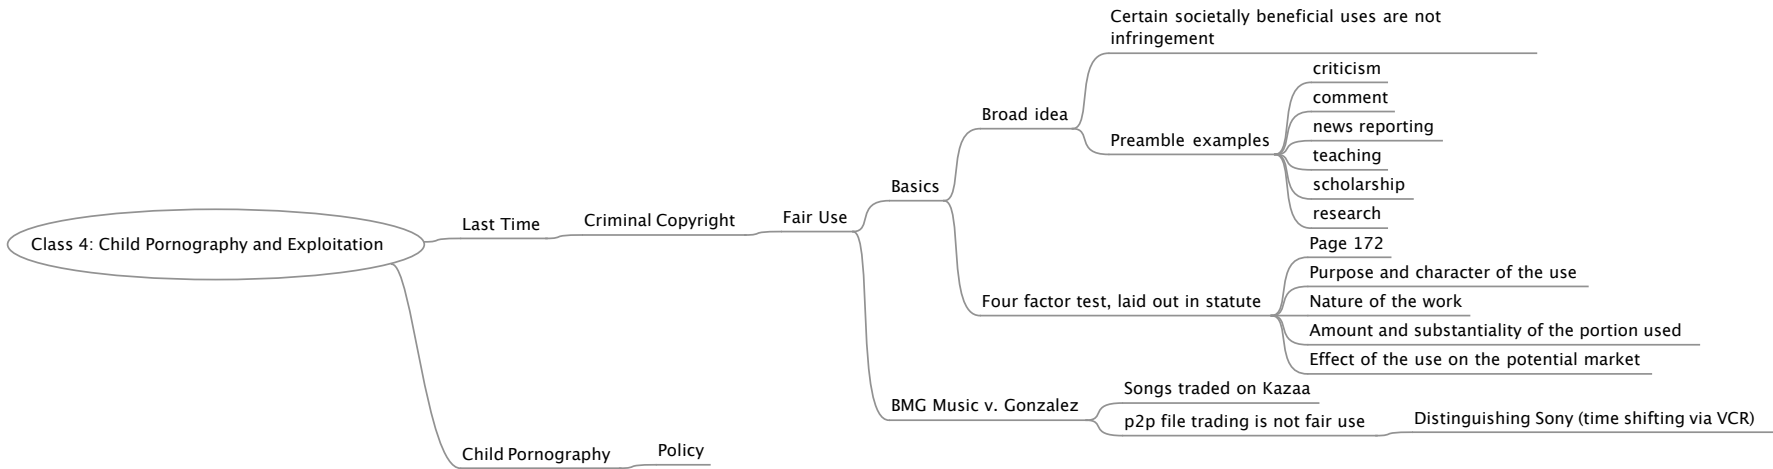 Class 4: Child Pornography and Exploitation
Last Time
Criminal Copyright
Fair Use
Basics
Broad idea
Certain societally beneficial uses are not
infringement
Preamble examples
criticism
comment
news reporting
teaching
scholarship
research
Four factor test, laid out in statute
Page 172
Purpose and character of the use
Nature of the work
Amount and substantiality of the portion used
Effect of the use on the potential market
BMG Music v. Gonzalez
Songs traded on Kazaa
p2p file trading is not fair use
Distinguishing Sony (time shifting via VCR)
Child Pornography
Policy